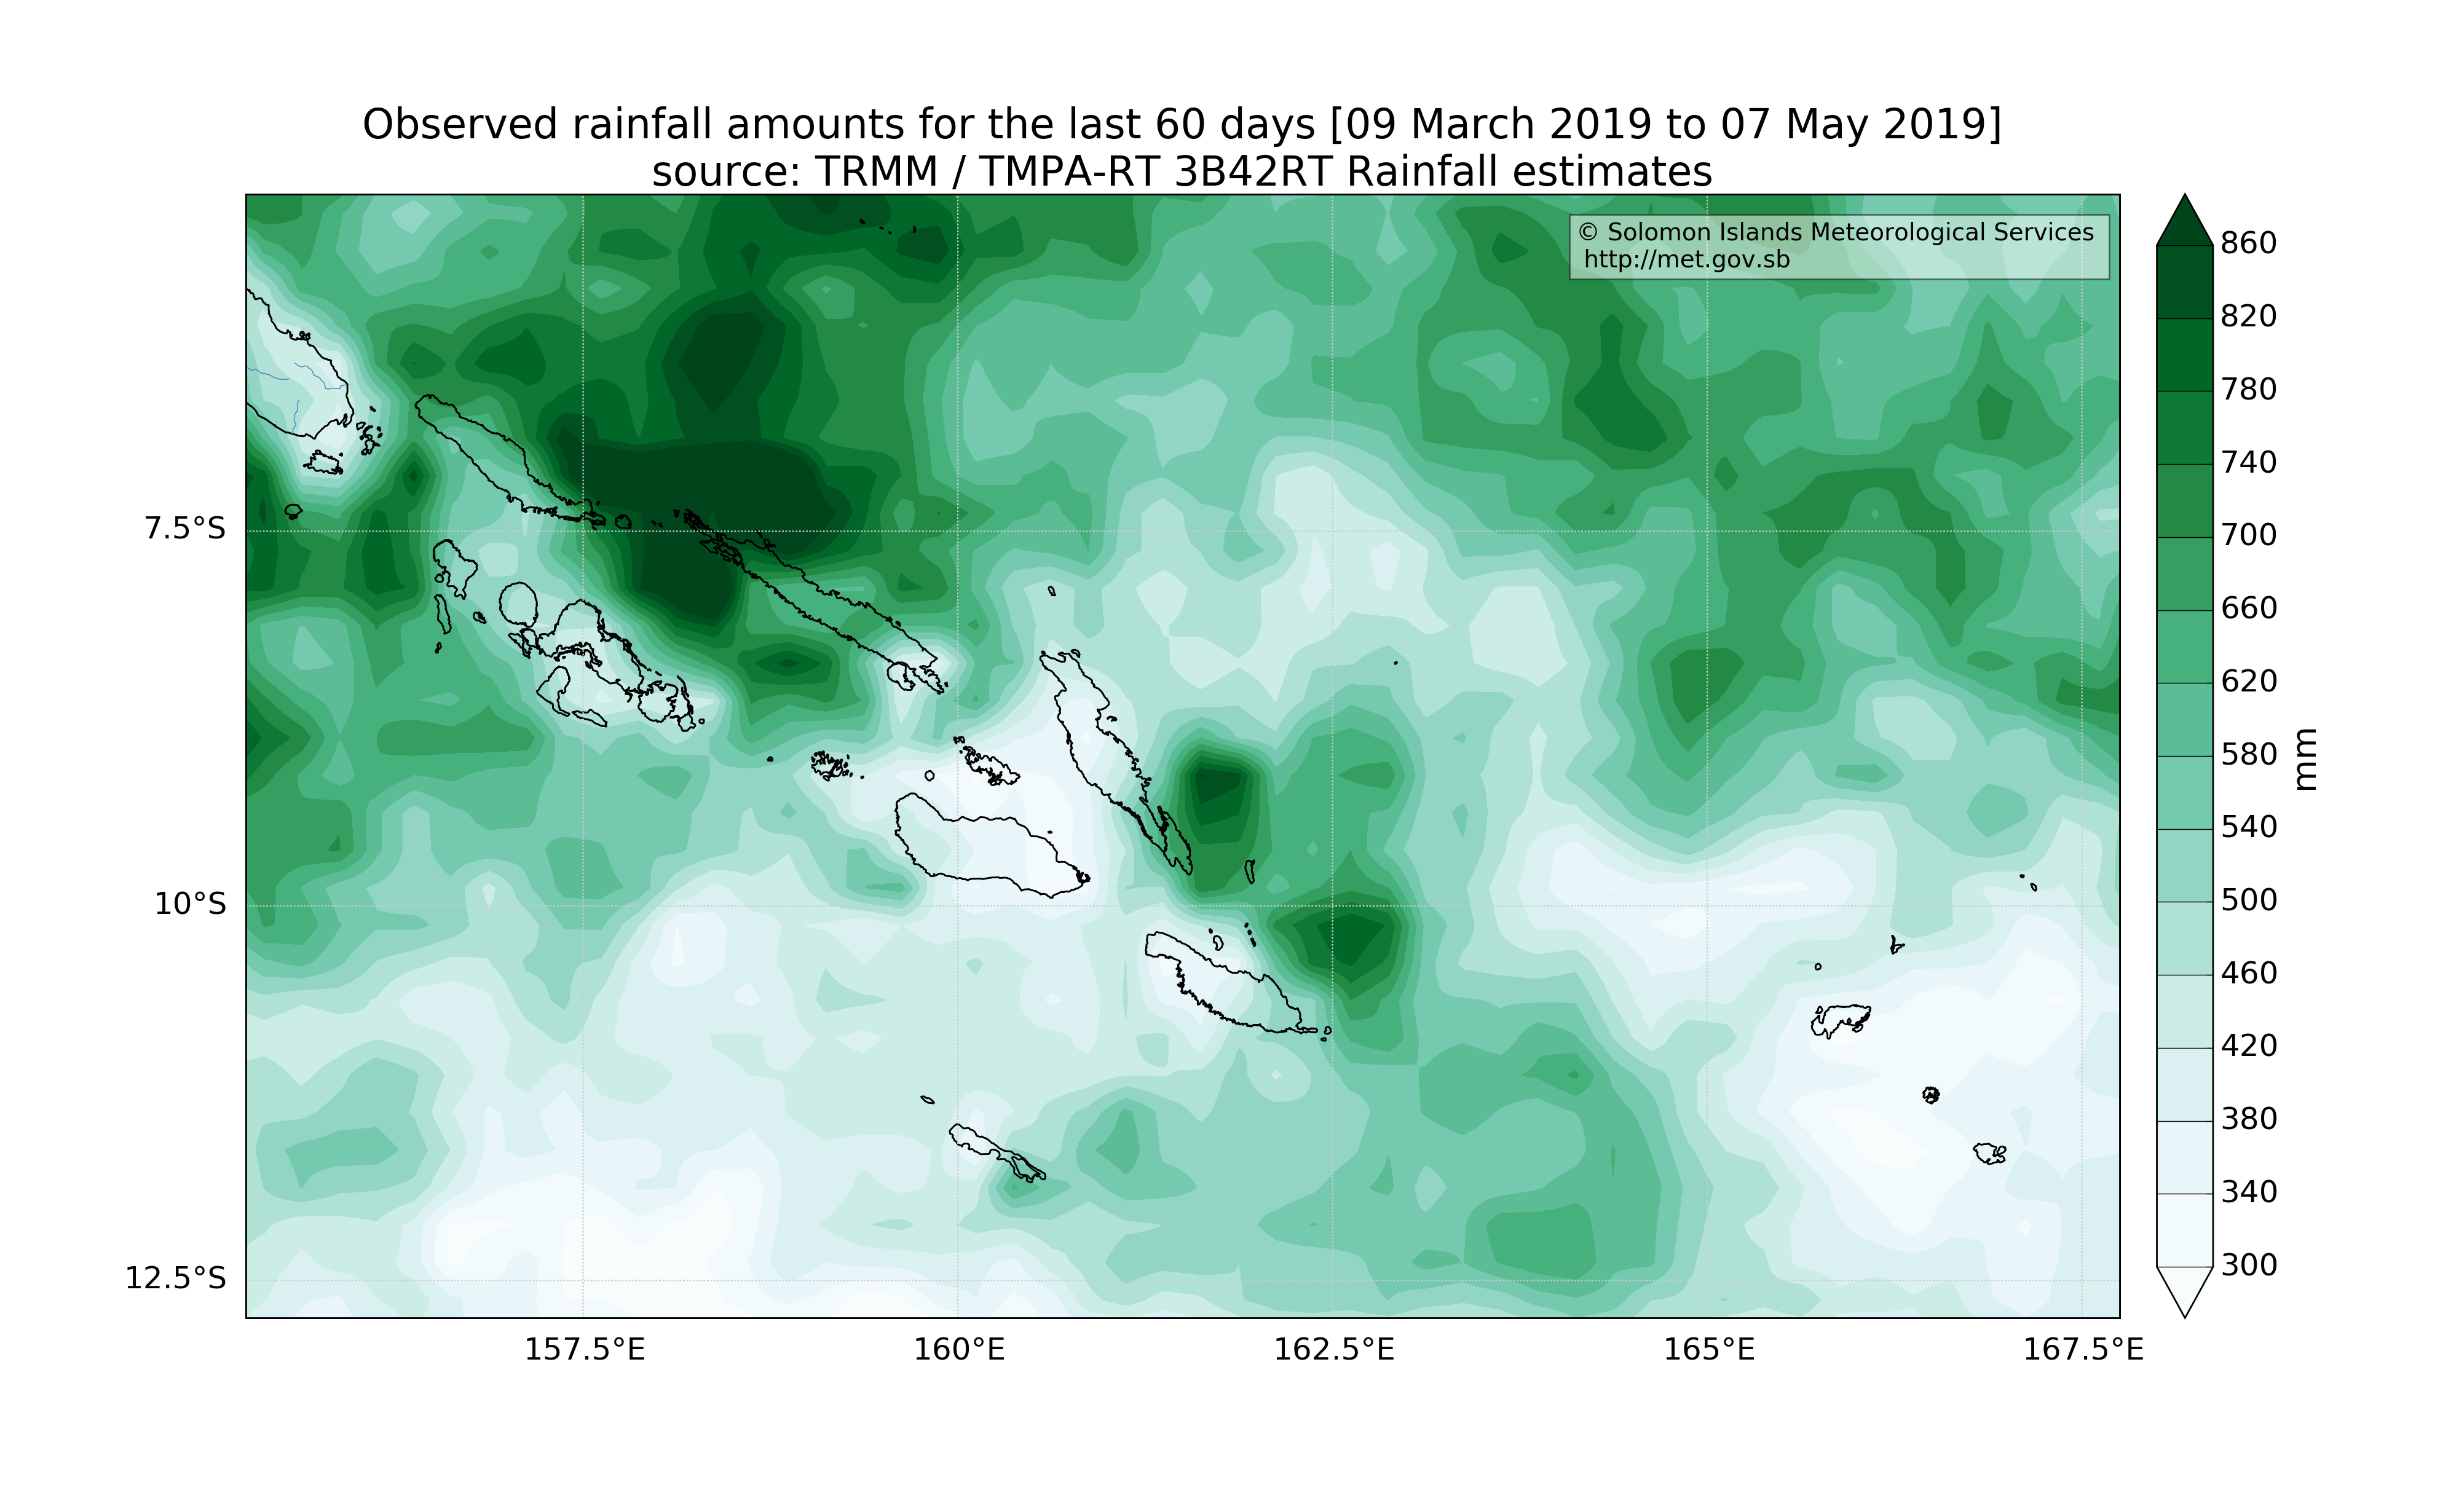 Observed rainfall amounts for the last 60 days [09 March 2019 to 07 May 2019]
source: TRMM / TMPA-RT 3B42RT Rainfall estimates
© Solomon Islands Meteorological Services
http://met.gov.sb
7.5°S
10°S
12.5°S
157.5°E
160°E
162.5°E
165°E
167.5°E
860
820
780
740
700
660
620
580
540
500
460
420
380
340
300
mm